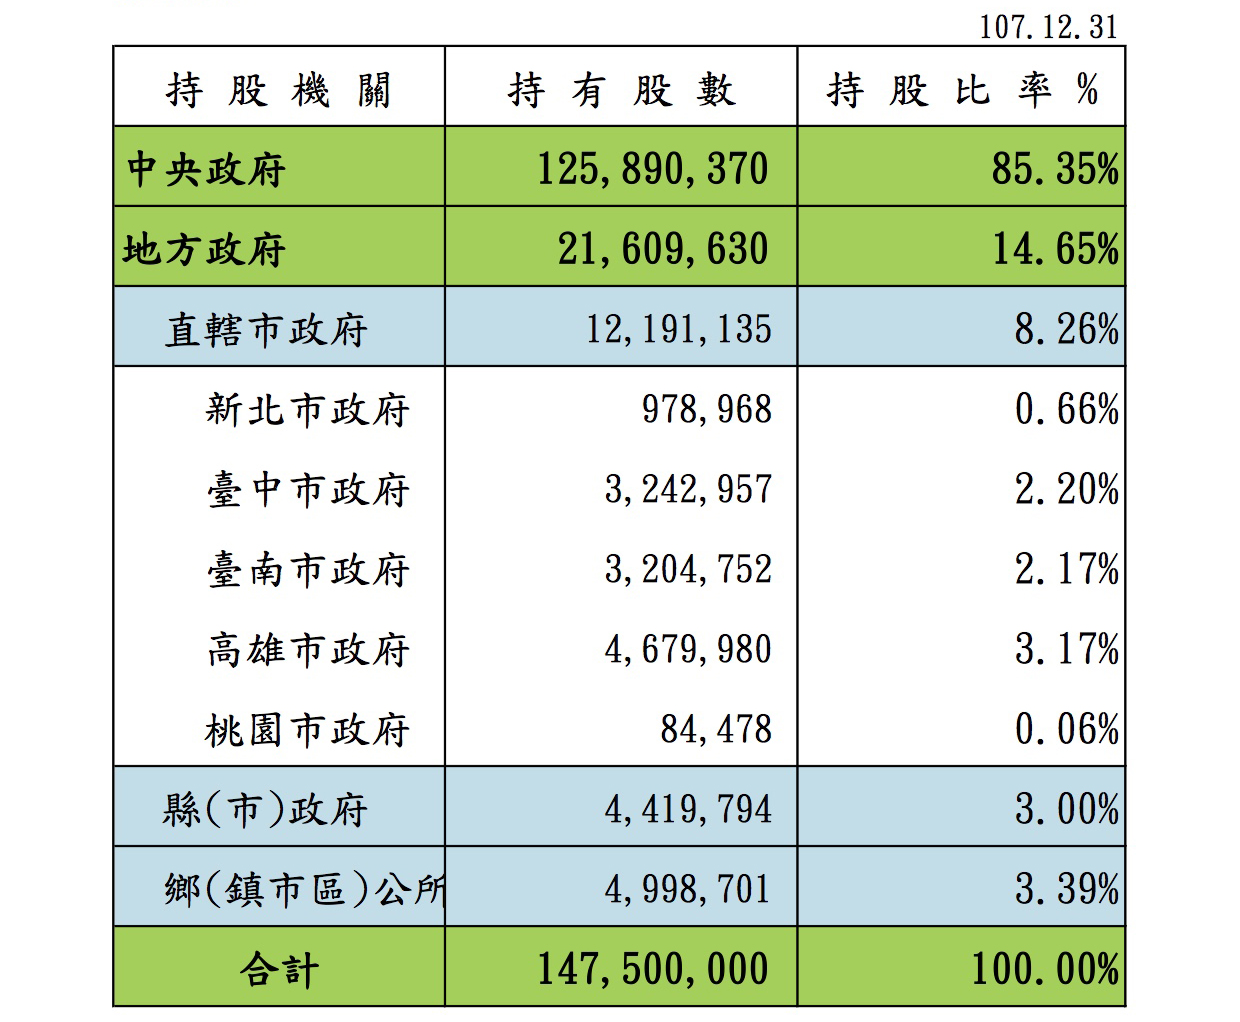 107.12.31
持股機關 持有股數 持股比率%
中央政府 125,890,370 85.35%
地方政府 21,609,630 14.65%
直轄市政府 12,191,135 8.26%
新北市政府 978,968 0.66%
臺中市政府 3,242,957 2.20%
臺南市政府 3,204,752 2.17%
高雄市政府 4,679,980 3.17%
桃園市政府 84,478 0.06%
縣(市)政府 4,419,794 3.00%
鄉(鎮市區)公所 4,998,701 3.39%
合計 147,500,000 100.00%